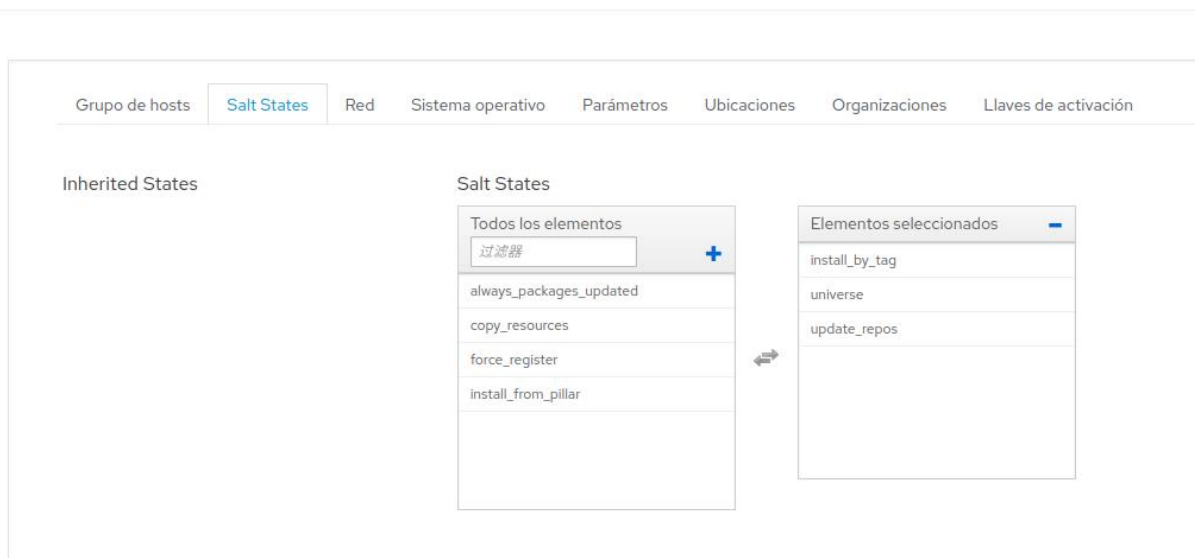 Grupo de hosts Salt States Red Sistema operativo Parámetros Ubicaciones Organizaciones Llaves de activación
Inherited States
Salt States
Todos los elementos
过滤器
always_packages_updated
copy_resources
force_register
install_from_pillar
Elementos seleccionados
install_by_tag
universe
update_repos